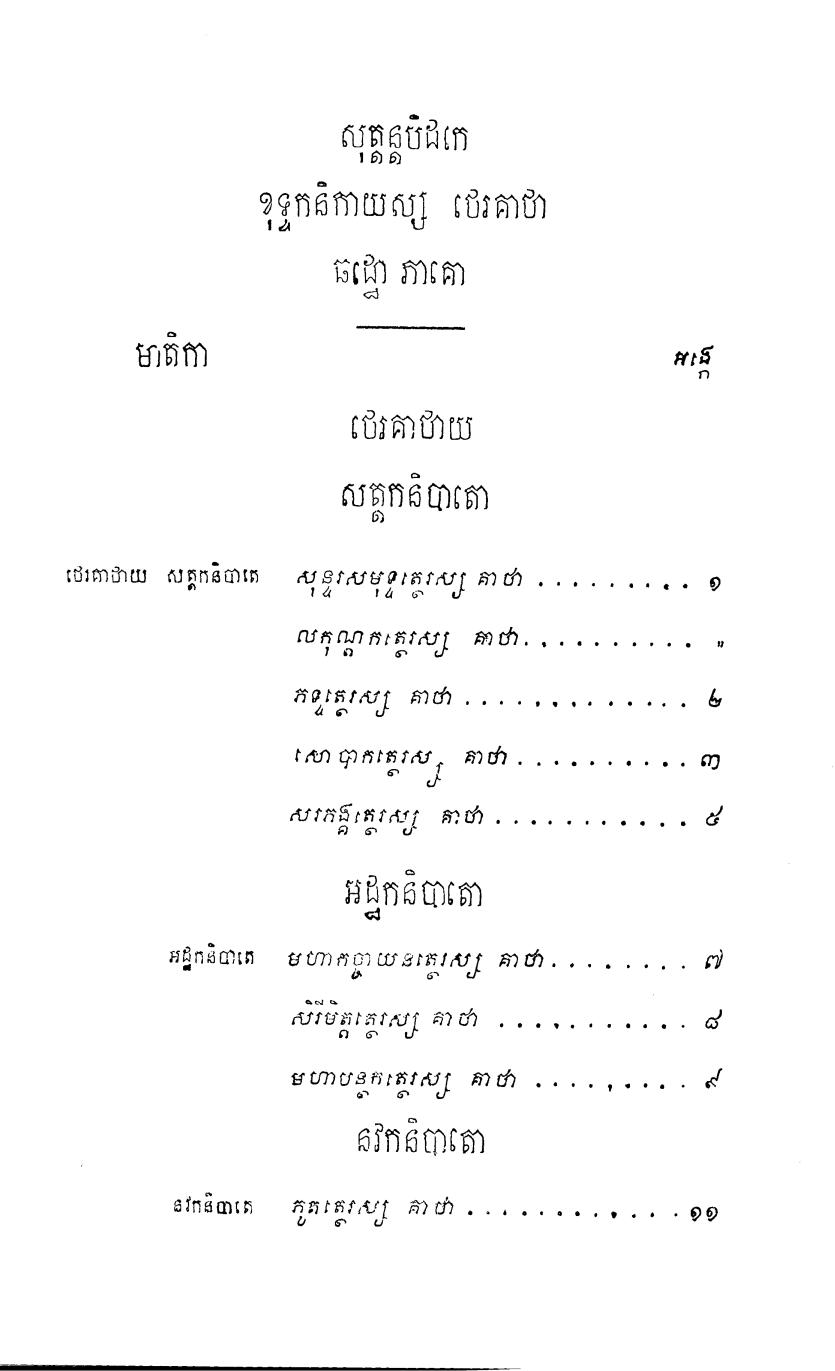 សុត្តន្តបិដកេ
ខុទ្ទកនិកាយស្ស ថេរគាថា
ឆដ្ឋោ ភាគោ
មាតិកា អង្កេ
ថេរគាថាយ
សត្តកនិបាតោ
ថេរគាថាយ សត្តកនិបាតេ សុន្ទរសមុទ្ទត្ថេរស្ស គាថា . . . . . . . . . ១
លកុណ្ដកត្ថេរស្ស គាថា. . . . . . . . . . "
ភទ្ទត្ថេរស្ស គាថា . . . . . . . . . . . . . ២
សោបាកត្ថេរស្ស គាថា . . . . . . . . . . ៣
សរភង្គត្ថេរស្ស គាថា . . . . . . . . . . . ៥
អដ្ឋកនិបាតោ
អដ្ឋកនិបាតេ មហាកច្ចាយនត្ថេរស្ស គាថា . . . . . . . . ៧
សិរីមិត្តត្ថេរស្ស គាថា . . . . . . . . . . . ៨
មហាបន្ថកត្ថេរស្ស គាថា . . . . . . . . . ៩
នវកនិបាតោ
នវកនិបាតេ ភូតត្ថេរស្ស គាថា . . . . . . . . . . . . ១១